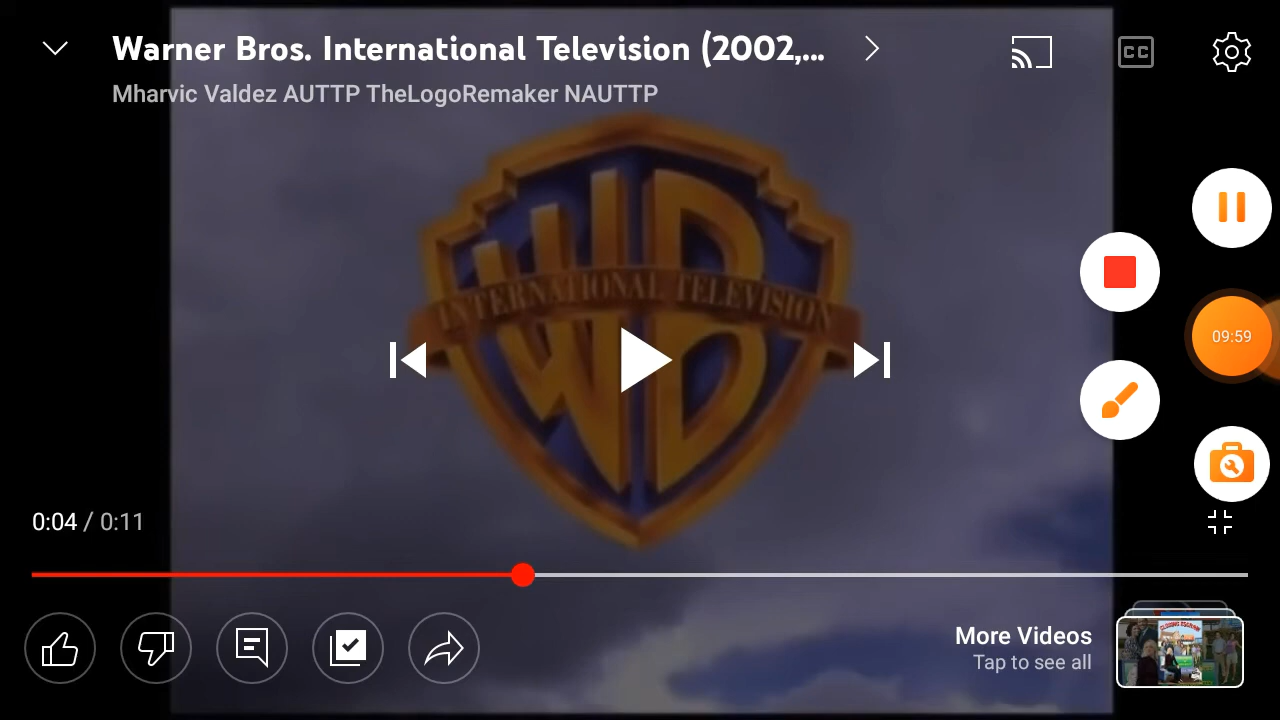 Warner Bros. International Television (2002,...
CC
Mharvic Valdez AUTTP TheLogoRemaker NAUTTP
WB
INTERNATIONAL TELEVISION
09:59
0:04 / 0:11
More Videos
Tap to see all